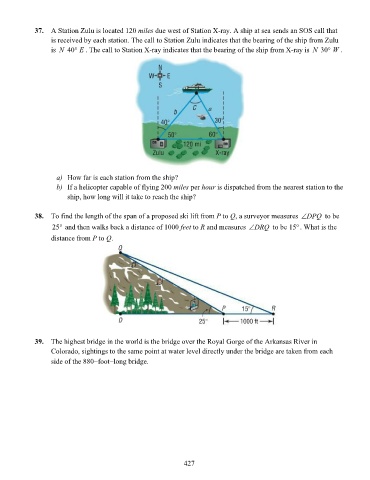 37. A Station Zulu is located 120 miles due west of Station X-ray. A ship at sea sends an SOS call that
is received by each station. The call to Station Zulu indicates that the bearing of the ship from Zulu
is N 40° E. The call to Station X-ray indicates that the bearing of the ship from X-ray is N 30° W.
N
W E
S
b C a
40° 30°
50° 60°
120 mi
Zulu X-ray
a) How far is each station from the ship?
b) If a helicopter capable of flying 200 miles per hour is dispatched from the nearest station to the
ship, how long will it take to reach the ship?
38. To find the length of the span of a proposed ski lift from P to Q, a surveyor measures ∠DPQ to be
25° and then walks back a distance of 1000 feet to R and measures ∠DRQ to be 15°. What is the
distance from P to Q.
Q
P 15° R
D 25° 1000 ft
39. The highest bridge in the world is the bridge over the Royal Gorge of the Arkansas River in
Colorado, sightings to the same point at water level directly under the bridge are taken from each
side of the 880−foot−long bridge.
427